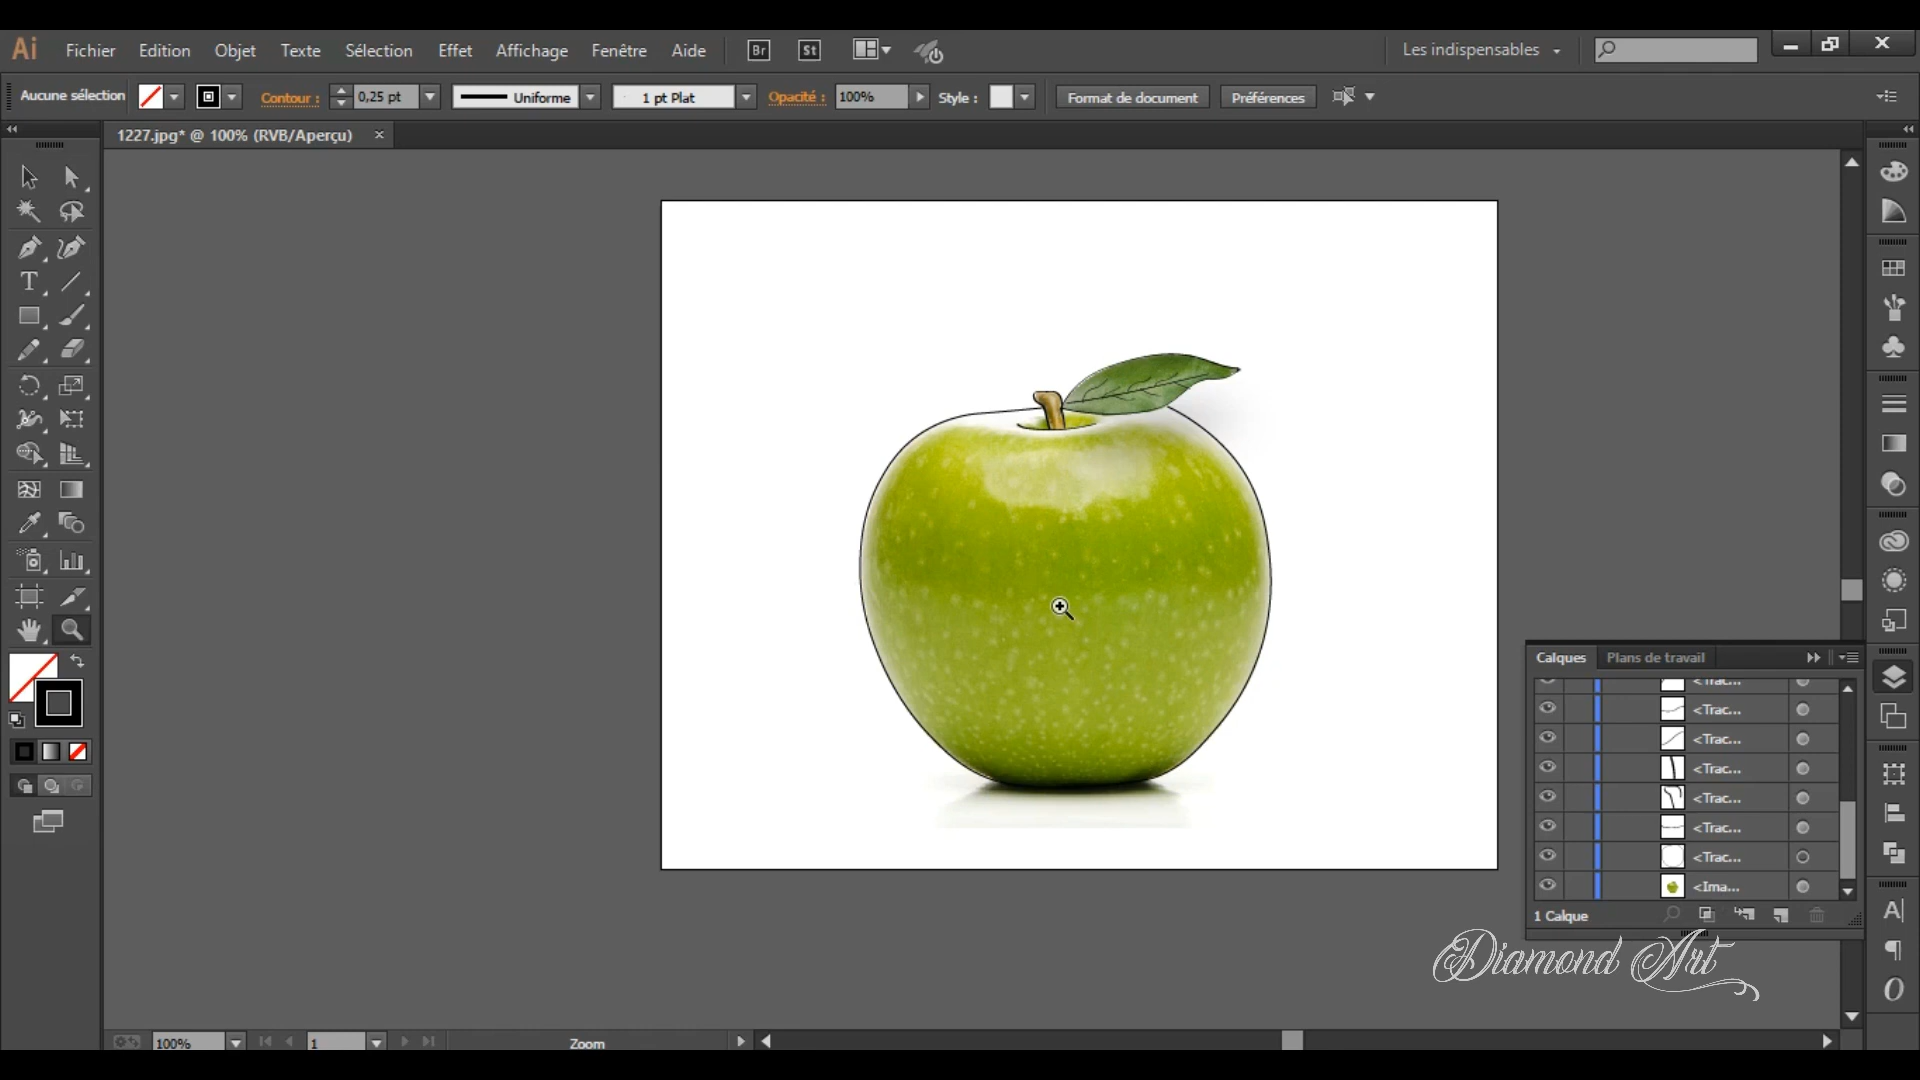 Ai Fichier Edition Objet Texte Sélection Effet Affichage Fenêtre Aide Br St Les indispensables
Aucune sélection Contour : 0,25 pt Uniforme 1 pt Plat Opacité : 100% Style : Format de document Préférences
1227.jpg* @ 100% (RVB/Aperçu)
Calques Plans de travail
<Trac...
<Trac...
<Trac...
<Trac...
<Trac...
<Trac...
<Trac...
<Ima...
1 Calque
Diamond Art
100% 1 Zoom